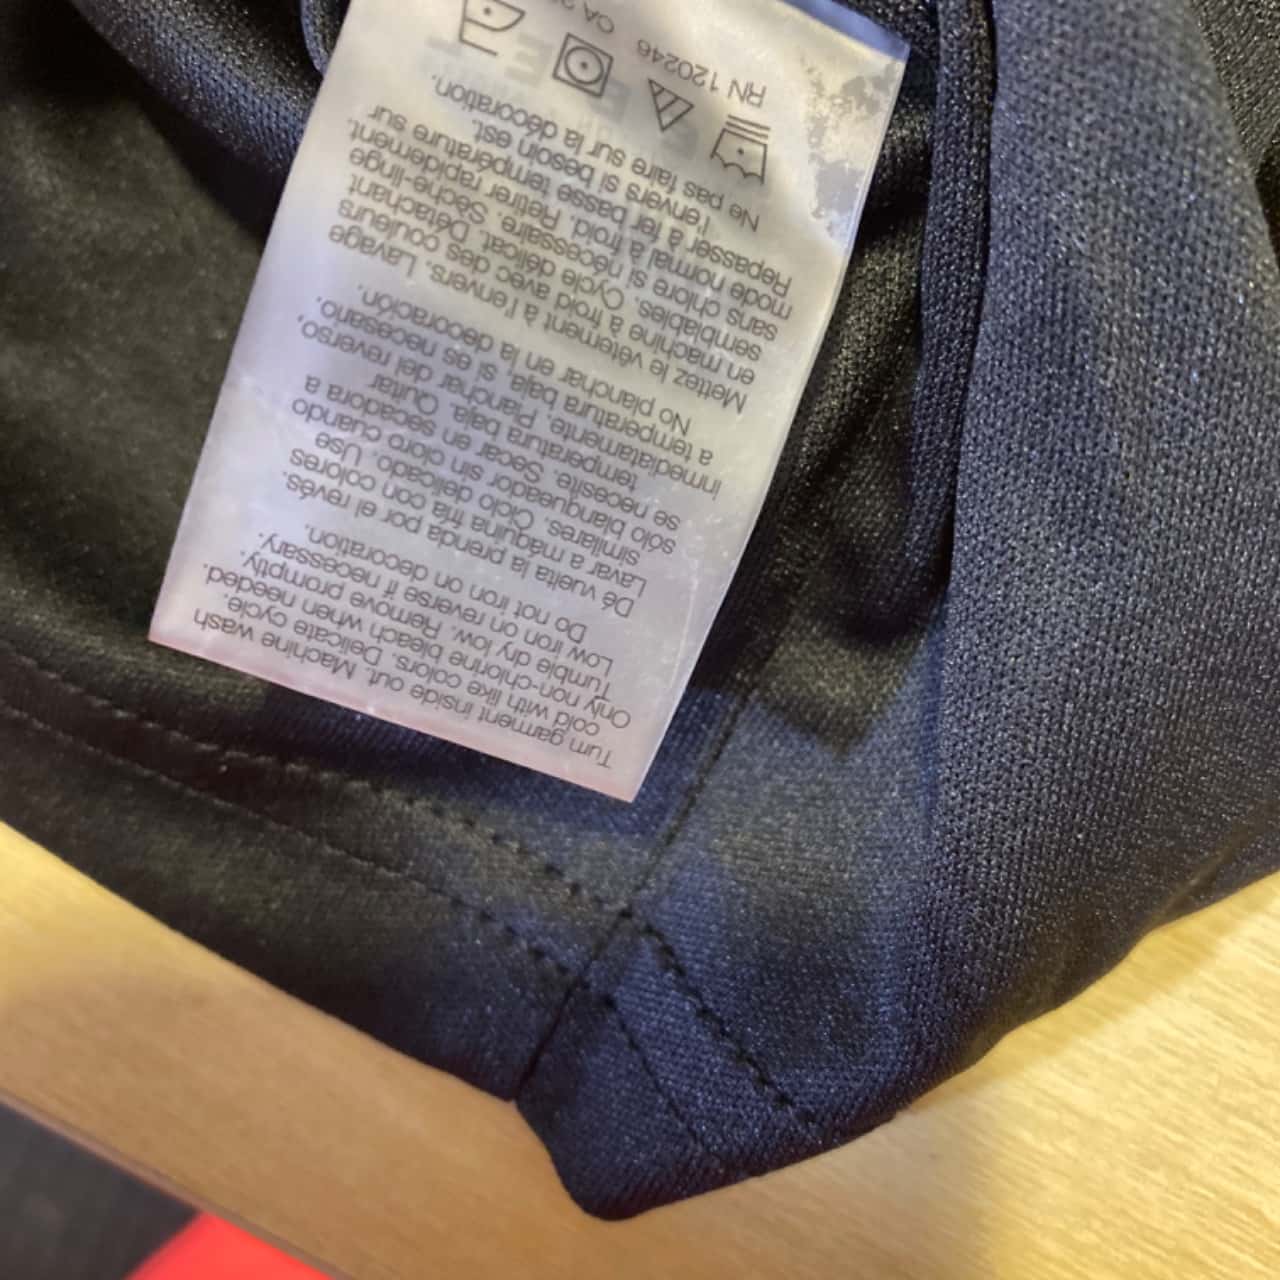 Turn garment inside out. Machine wash
cold with like colors. Delicate cycle.
Only non-chlorine bleach when needed.
Tumble dry low. Remove promptly.
Low iron on reverse if necessary.
Do not iron on decoration.
Dé vuelta la prenda por el revés.
Lavar a máquina fría con colores
similares. Ciclo delicado. Use
sólo blanqueador sin cloro cuando
se necesite. Secar en secadora a
temperatura baja. Quitar
inmediatamente. Planchar del reverso,
a temperatura baja, si es necesario.
No planchar en la decoración.
Mettez le vêtement à l'envers. Lavage
en machine à froid avec des couleurs
semblables. Cycle délicat. Détachant
sans chlore si nécessaire. Sèche-linge
mode normal à froid. Retirer rapidement.
Repasser à fer basse température sur
l'envers si besoin est.
Ne pas faire sur la décoration.
RN 120246 CA